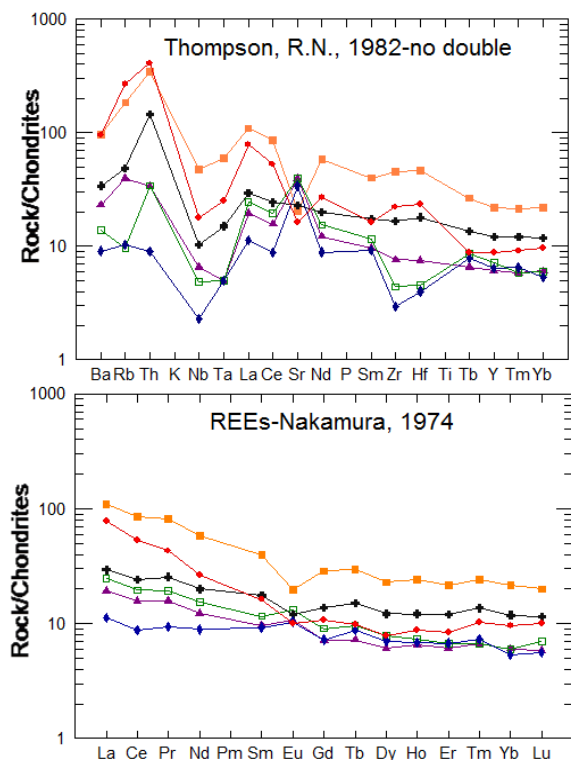 1000
Thompson, R.N., 1982-no double
100
Rock/Chondrites
10
1
Ba Rb Th K Nb Ta La Ce Sr Nd P Sm Zr Hf Ti Tb Y Tm Yb
1000
REEs-Nakamura, 1974
100
Rock/Chondrites
10
1
La Ce Pr Nd Pm Sm Eu Gd Tb Dy Ho Er Tm Yb Lu